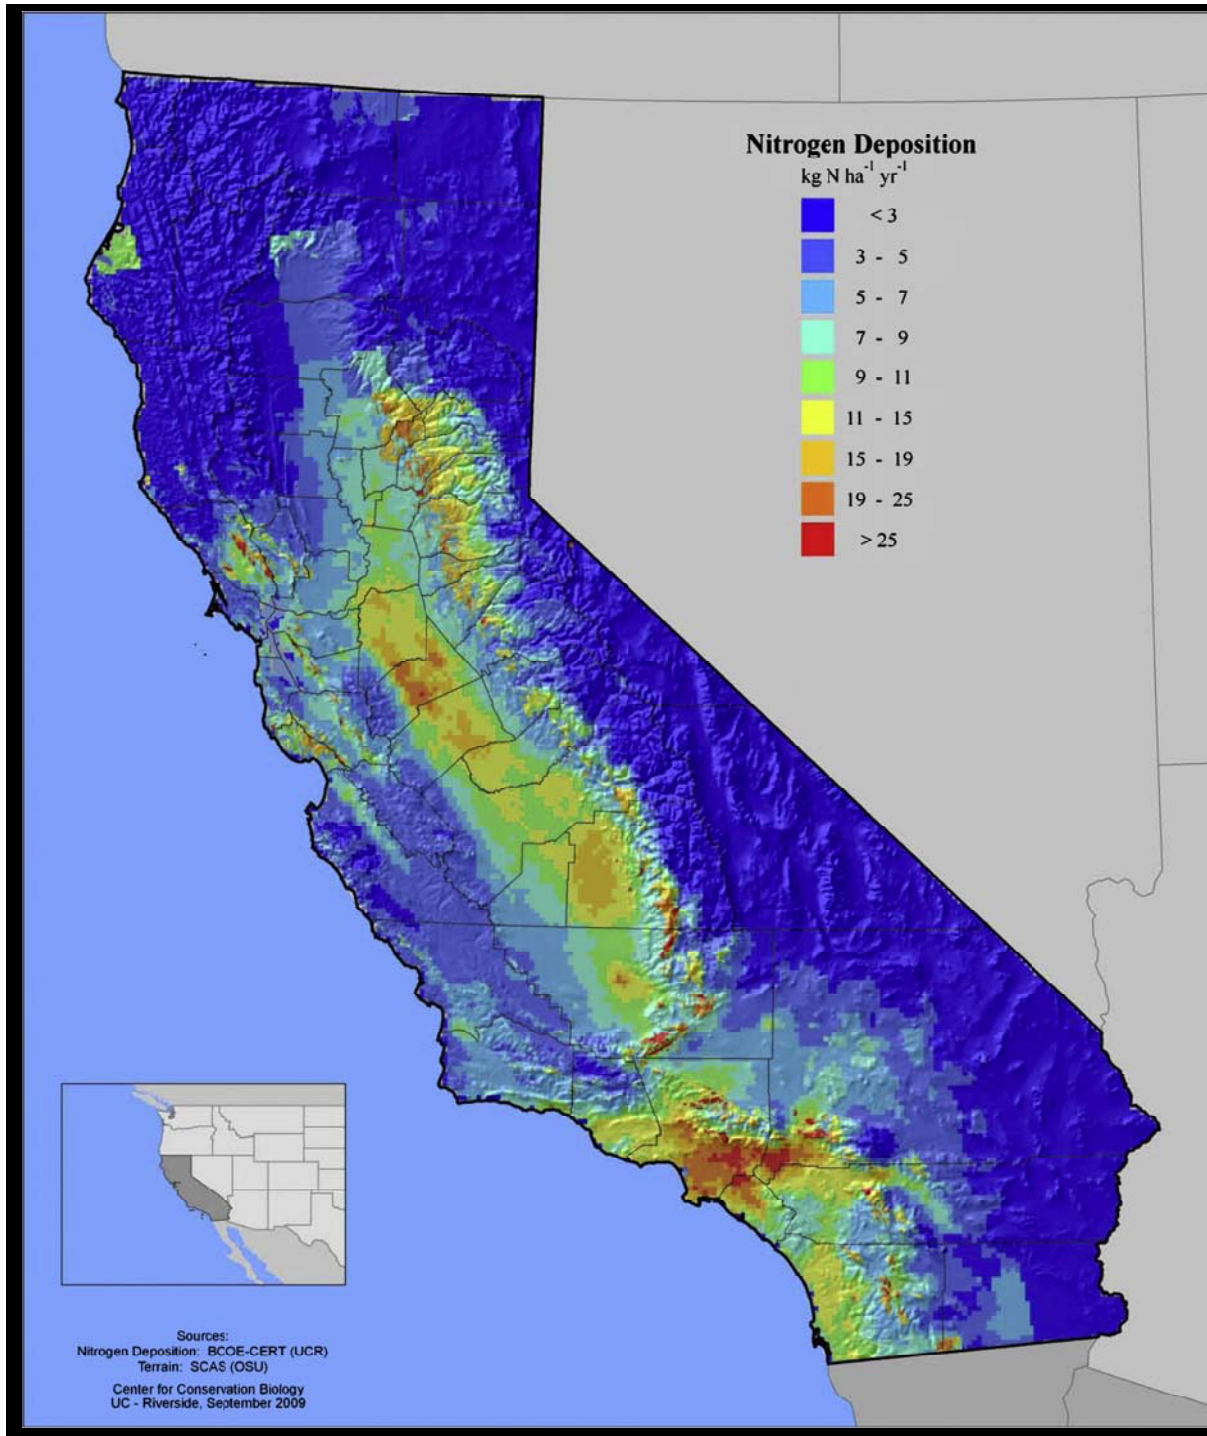 Nitrogen Deposition
kg N ha⁻¹ yr⁻¹
< 3
3 - 5
5 - 7
7 - 9
9 - 11
11 - 15
15 - 19
19 - 25
> 25
Sources:
Nitrogen Deposition: BCOE-CERT (UCR)
Terrain: SCAS (OSU)
Center for Conservation Biology
UC - Riverside, September 2009